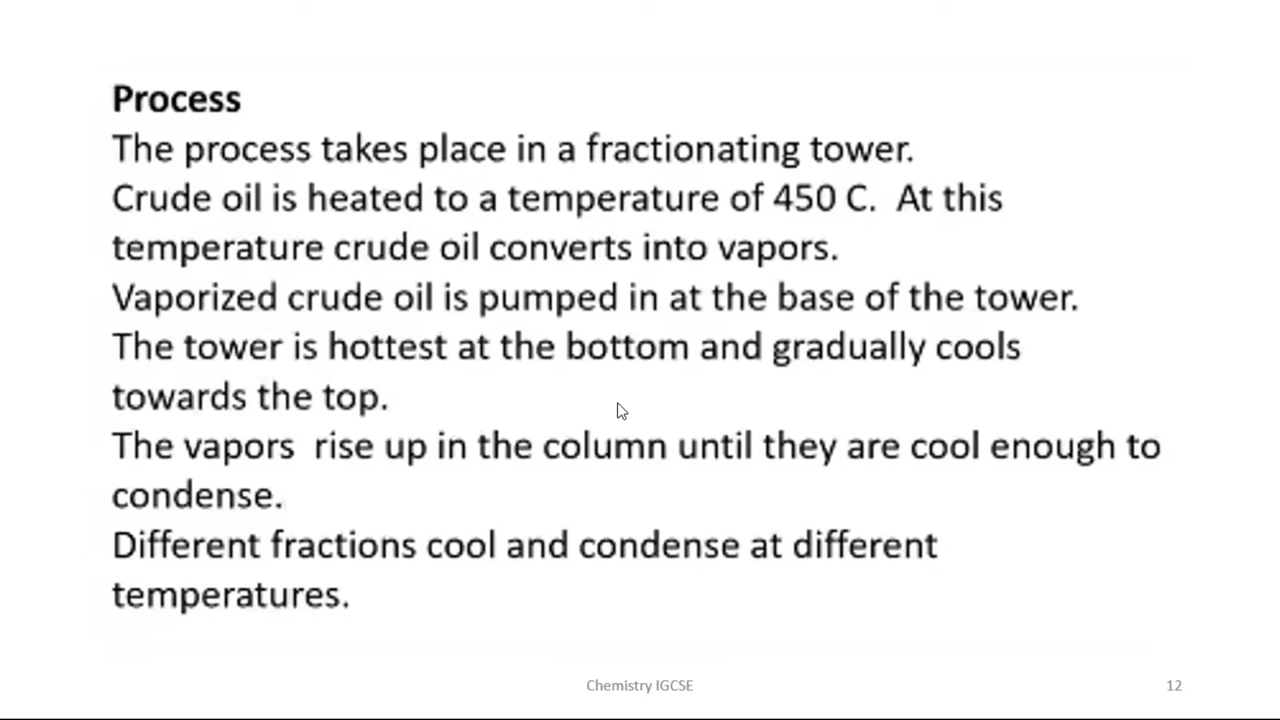 Process
The process takes place in a fractionating tower.
Crude oil is heated to a temperature of 450 C.  At this
temperature crude oil converts into vapors.
Vaporized crude oil is pumped in at the base of the tower.
The tower is hottest at the bottom and gradually cools
towards the top.
The vapors  rise up in the column until they are cool enough to
condense.
Different fractions cool and condense at different
temperatures.
Chemistry IGCSE
12